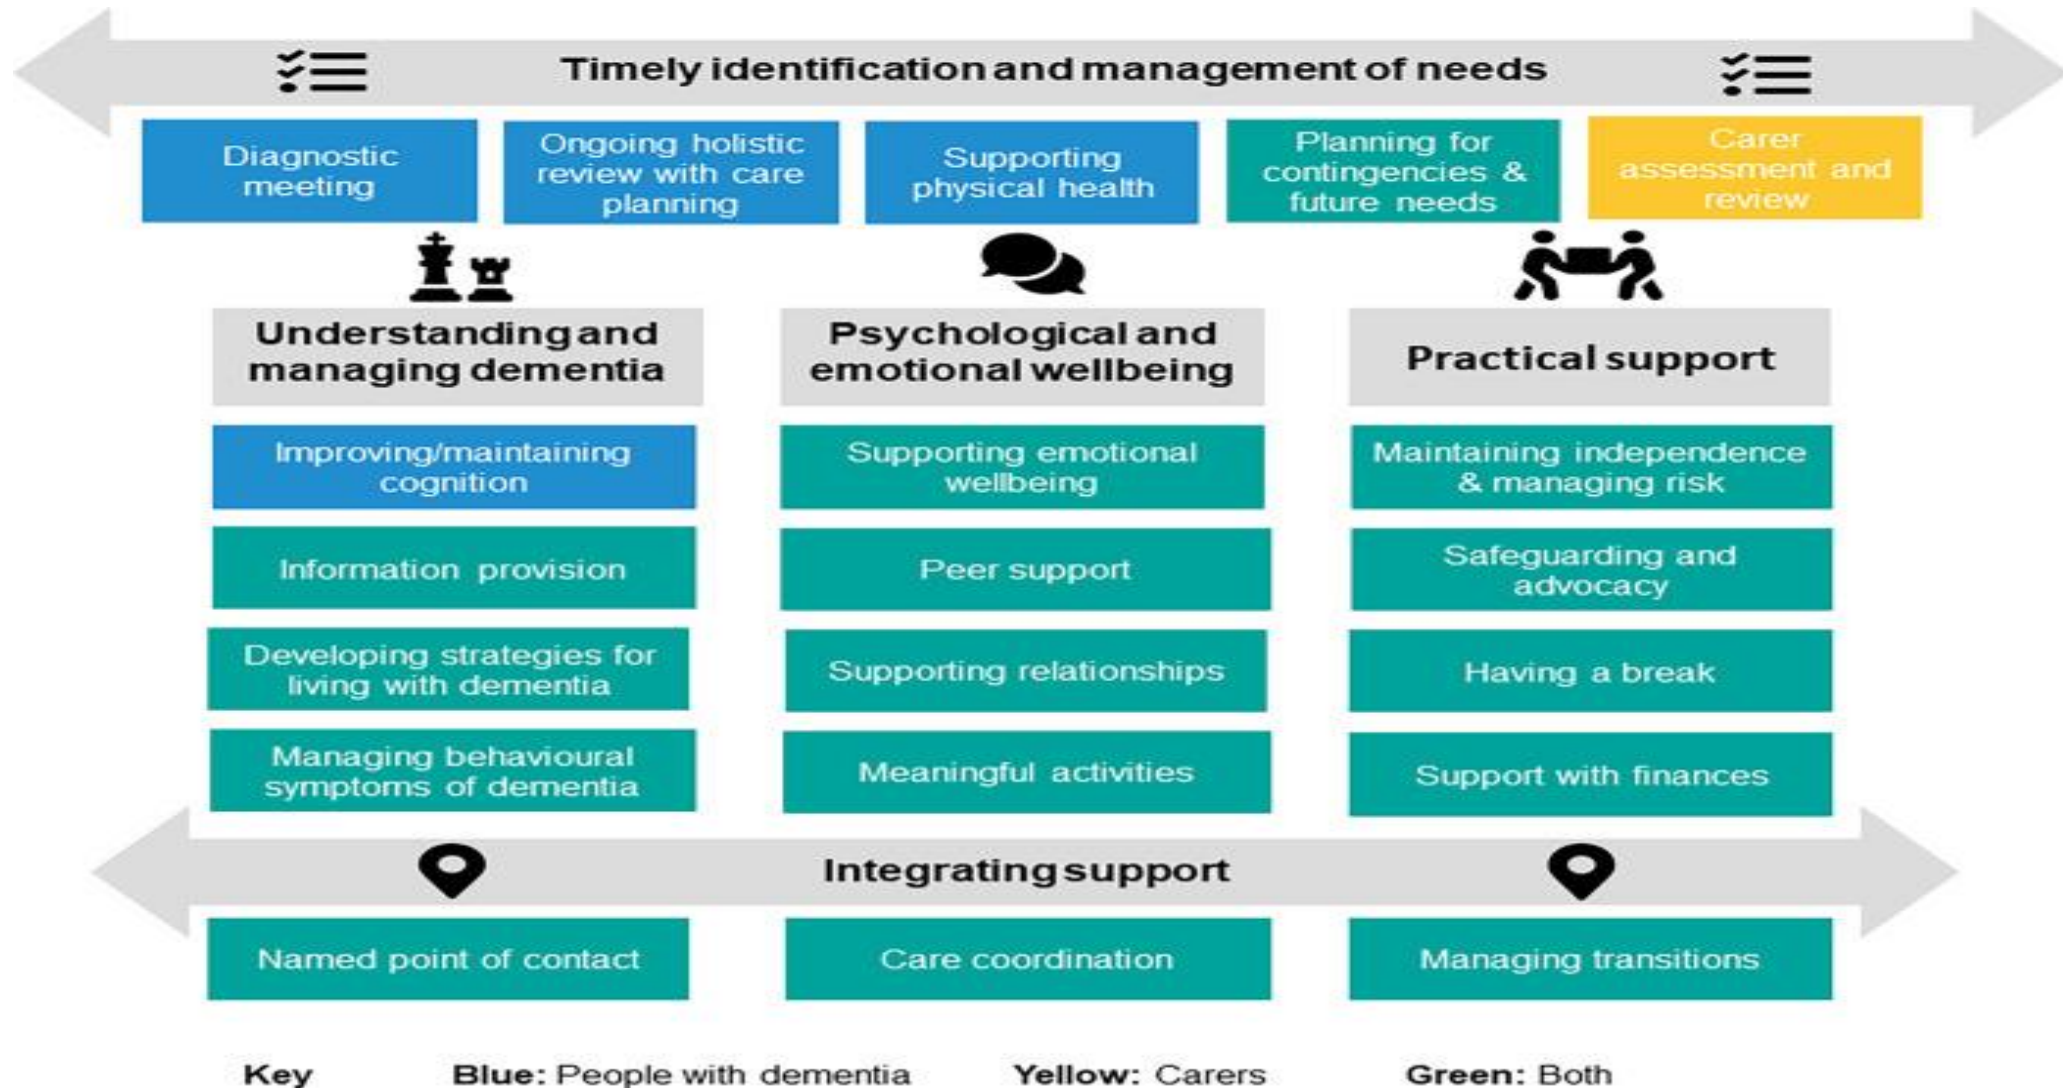 Timely identification and management of needs
Diagnostic
meeting
Ongoing holistic
review with care
planning
Supporting
physical health
Planning for
contingencies &
future needs
Carer
assessment and
review
Understanding and
managing dementia
Psychological and
emotional wellbeing
Practical support
Improving/maintaining
cognition
Supporting emotional
wellbeing
Maintaining independence
& managing risk
Information provision
Peer support
Safeguarding and
advocacy
Developing strategies for
living with dementia
Supporting relationships
Having a break
Managing behavioural
symptoms of dementia
Meaningful activities
Support with finances
Integrating support
Named point of contact
Care coordination
Managing transitions
Key Blue: People with dementia Yellow: Carers Green: Both